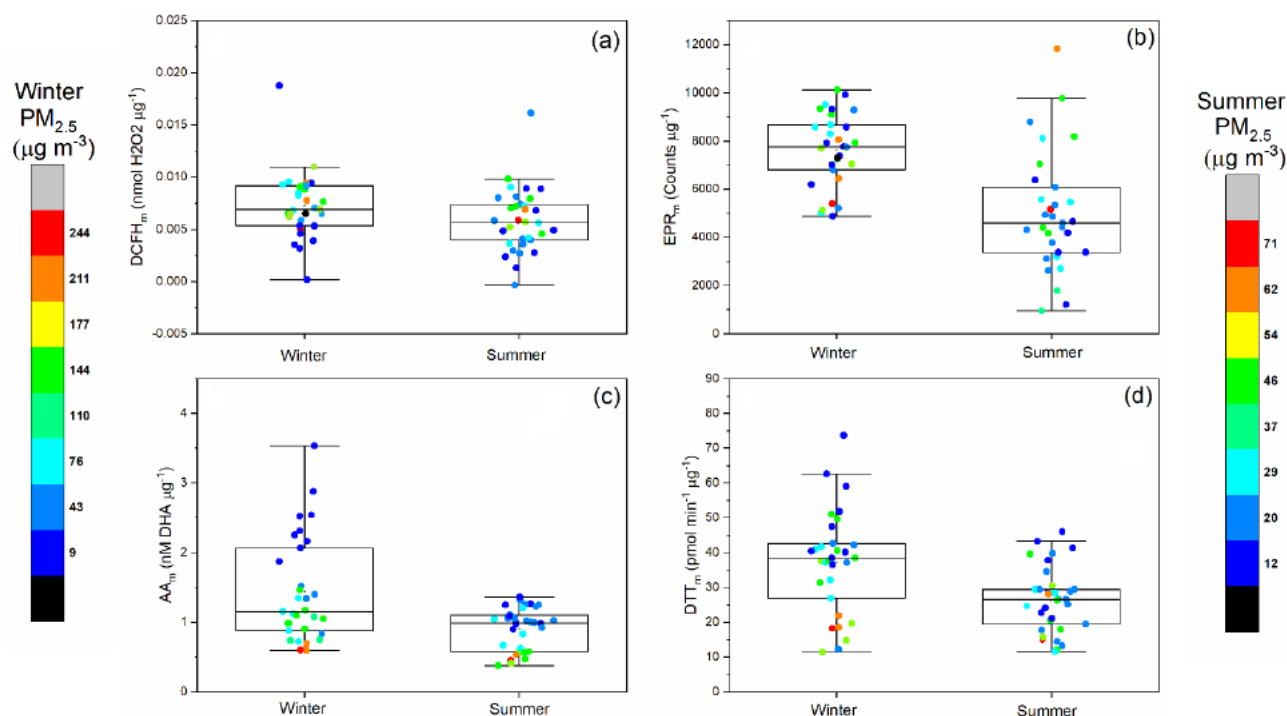 Winter
PM2.5
(µg m-3)
244
211
177
144
110
76
43
9
(a)
DCFHm (nmol H2O2 µg-1)
0.025
0.020
0.015
0.010
0.005
0.000
-0.005
Winter Summer
(b)
EPRm (Counts µg-1)
12000
10000
8000
6000
4000
2000
0
Winter Summer
(c)
AAm (nM DHA µg-1)
4
3
2
1
0
Winter Summer
(d)
DTTm (pmol min-1 µg-1)
90
80
70
60
50
40
30
20
10
0
Winter Summer
Summer
PM2.5
(µg m-3)
71
62
54
46
37
29
20
12